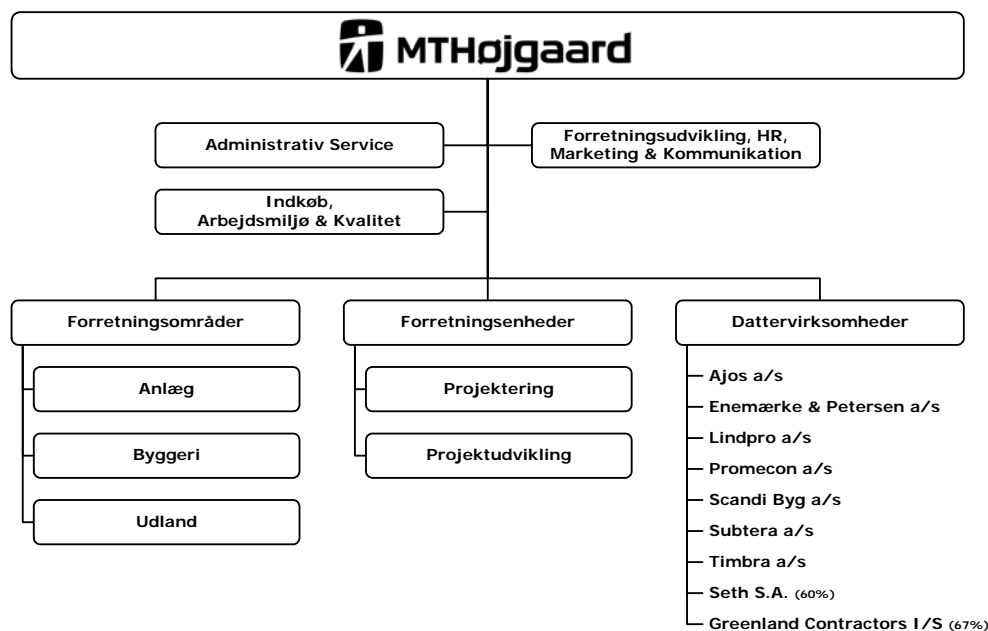 MTHøjgaard
Administrativ Service
Forretningsudvikling, HR,
Marketing & Kommunikation
Indkøb,
Arbejdsmiljø & Kvalitet
Forretningsområder
Anlæg
Byggeri
Udland
Forretningsenheder
Projektering
Projektudvikling
Dattervirksomheder
Ajos a/s
Enemærke & Petersen a/s
Lindpro a/s
Promecon a/s
Scandi Byg a/s
Subtera a/s
Timbra a/s
Seth S.A. (60%)
Greenland Contractors I/S (67%)